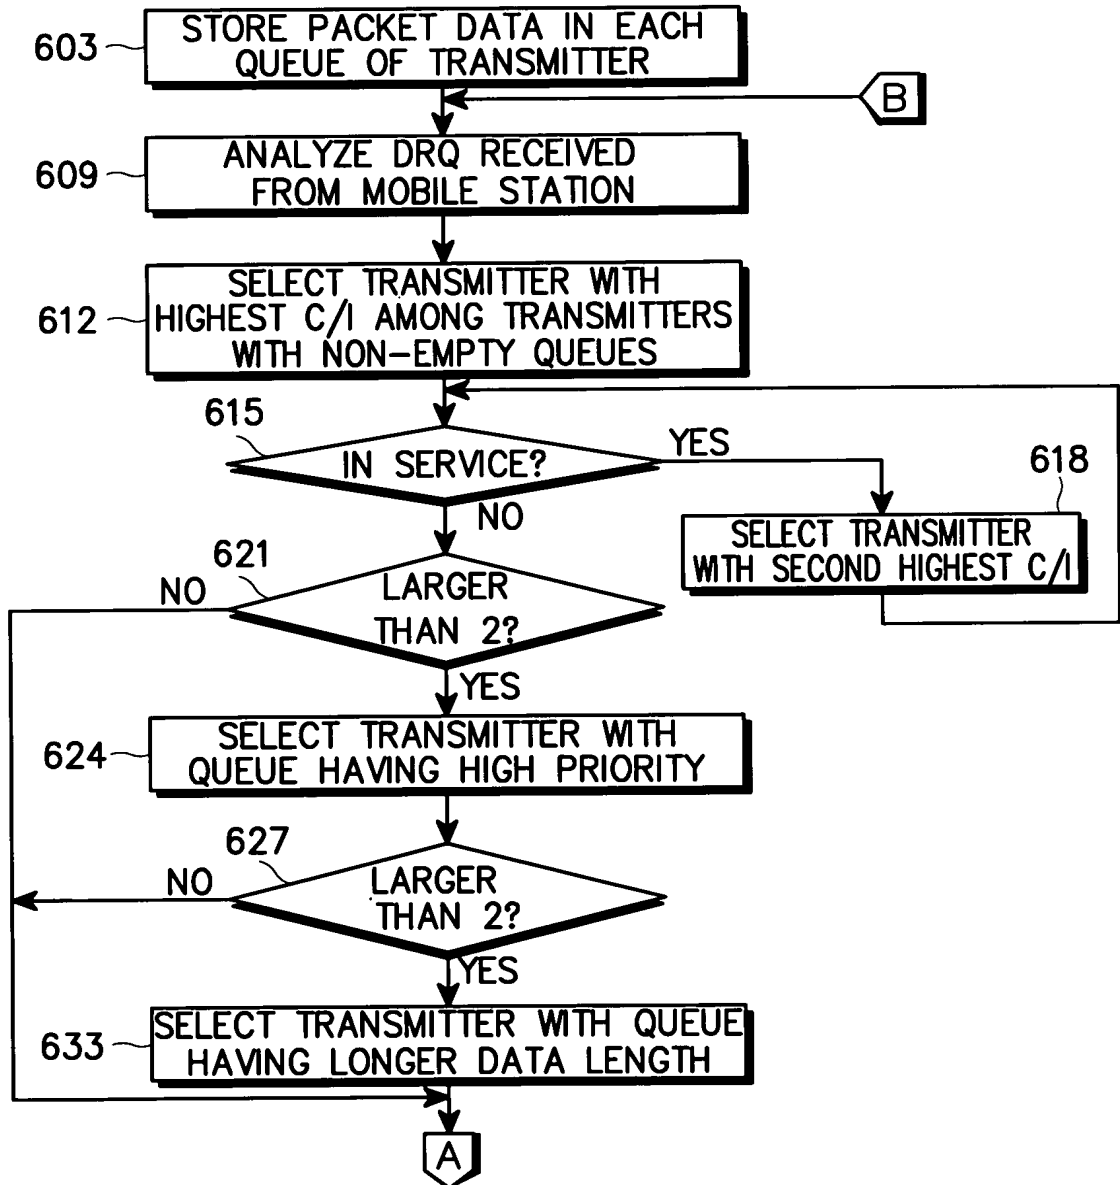 603
STORE PACKET DATA IN EACH
QUEUE OF TRANSMITTER
B
609
ANALYZE DRQ RECEIVED
FROM MOBILE STATION
612
SELECT TRANSMITTER WITH
HIGHEST C/I AMONG TRANSMITTERS
WITH NON-EMPTY QUEUES
615
IN SERVICE?
YES
NO
618
SELECT TRANSMITTER
WITH SECOND HIGHEST C/I
621
LARGER
THAN 2?
NO
YES
624
SELECT TRANSMITTER WITH
QUEUE HAVING HIGH PRIORITY
627
LARGER
THAN 2?
NO
YES
633
SELECT TRANSMITTER WITH QUEUE
HAVING LONGER DATA LENGTH
A